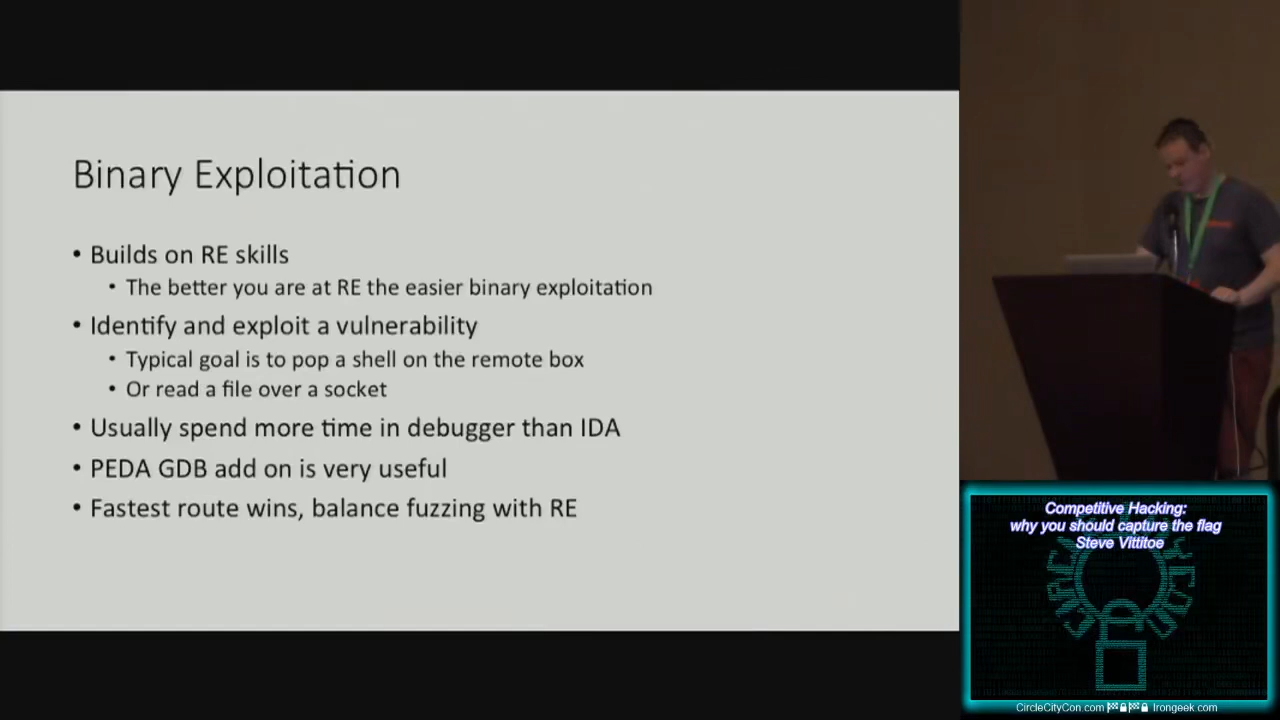 Binary Exploitation
• Builds on RE skills
• The better you are at RE the easier binary exploitation
• Identify and exploit a vulnerability
• Typical goal is to pop a shell on the remote box
• Or read a file over a socket
• Usually spend more time in debugger than IDA
• PEDA GDB add on is very useful
• Fastest route wins, balance fuzzing with RE
Competitive Hacking:
why you should capture the flag
Steve Vittitoe
CircleCityCon.com Irongeek.com